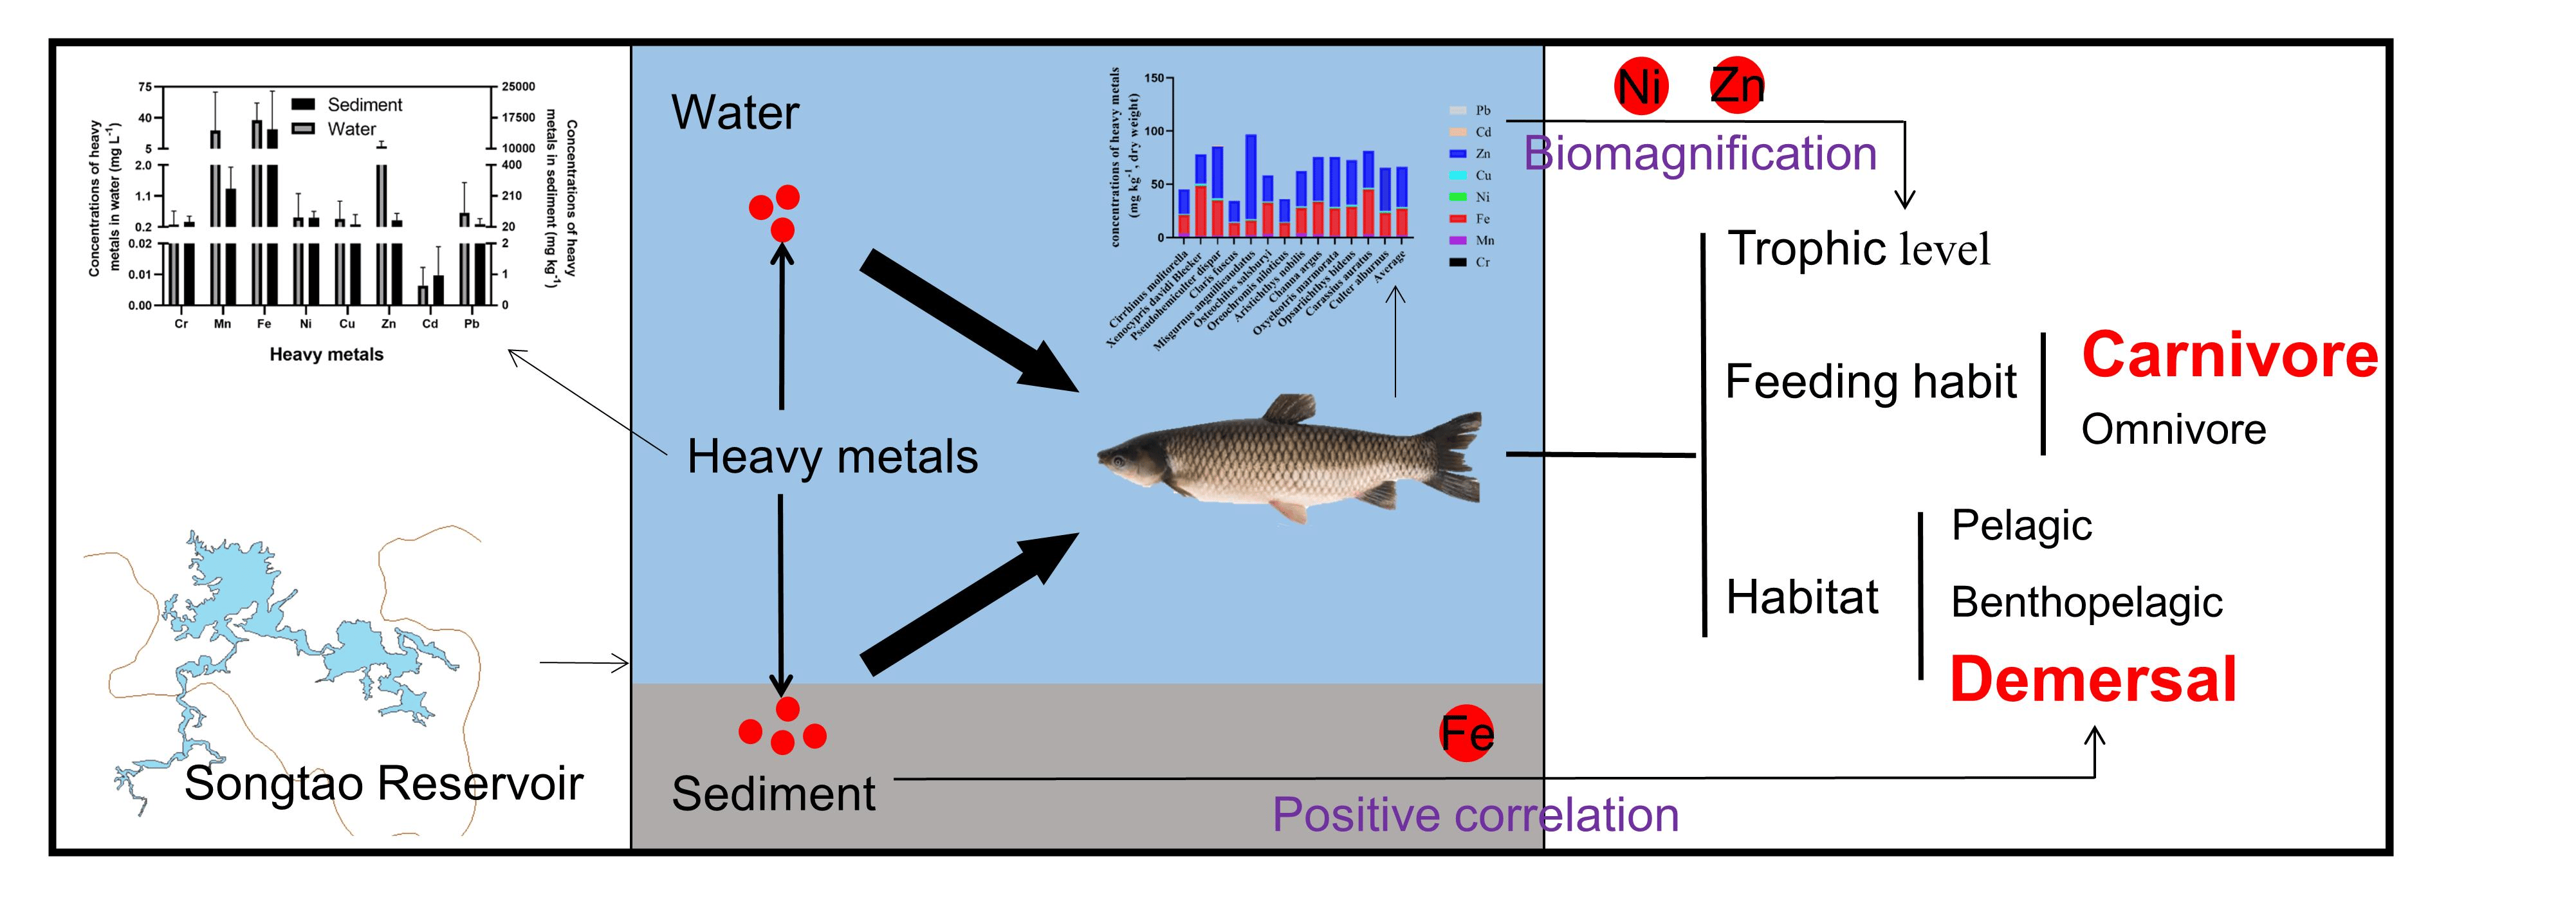 75
40
5
2.0
1.1
0.2
0.02
0.01
0.00
Concentrations of heavy
metals in water (mg L-1)
Sediment
Water
25000
17500
10000
400
210
20
2
1
0
Concentrations of heavy
metals in sediment (mg kg-1)
Cr Mn Fe Ni Cu Zn Cd Pb
Heavy metals
Songtao Reservoir
Water
Heavy metals
Sediment
concentrations of heavy metals
(mg kg-1, dry weight)
150
100
50
0
Cirrhinus molitorella
Xenocypris davidi Bleeker
Pseudohemiculter dispar
Claris fuscus
Misgurnus anguillicaudatus
Osteochilus salsburyi
Oreochromis niloticus
Aristichthys nobilis
Channa argus
Oxyeleotris marmorata
Opsariichthys bidens
Carassius auratus
Culter alburnus
Average
Pb
Cd
Zn
Cu
Ni
Fe
Mn
Cr
Ni Zn
Biomagnification
Trophic level
Feeding habit
Carnivore
Omnivore
Habitat
Pelagic
Benthopelagic
Demersal
Fe
Positive correlation